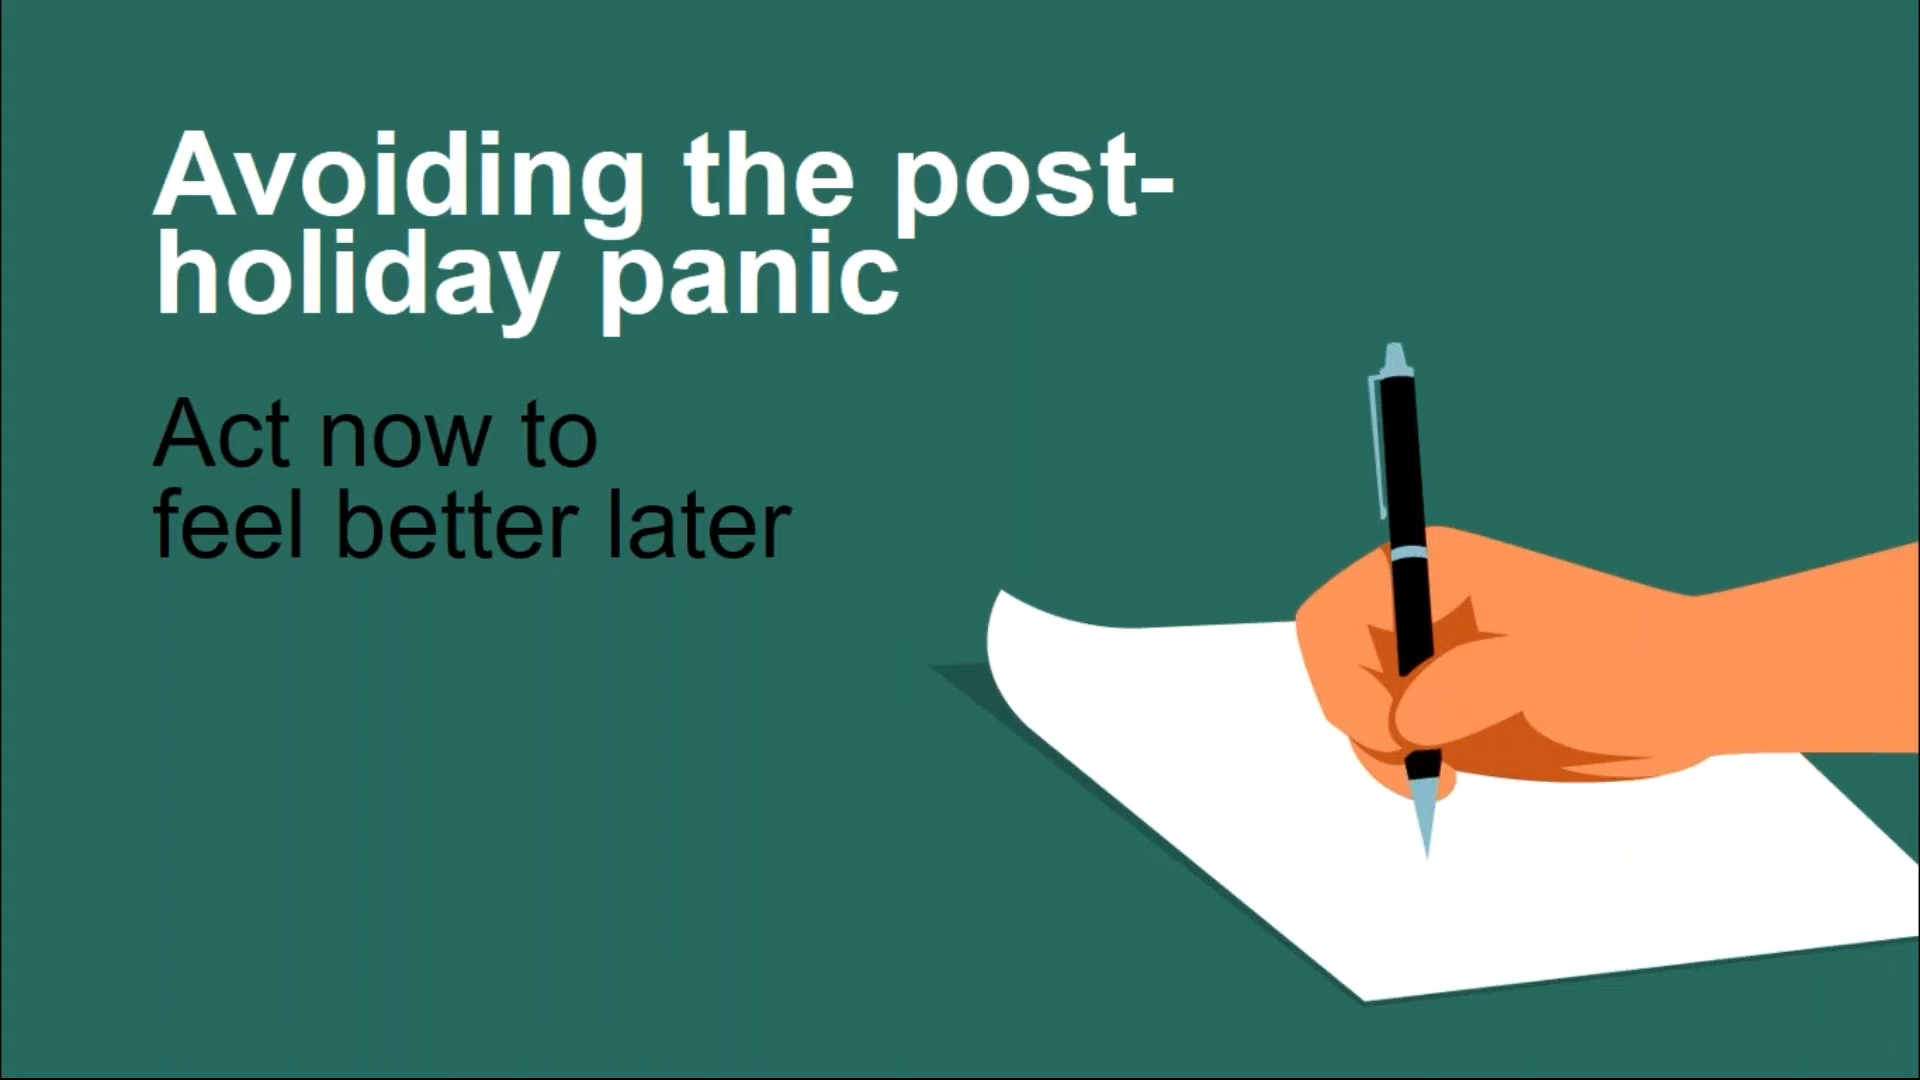 Avoiding the post-
holiday panic
Act now to
feel better later